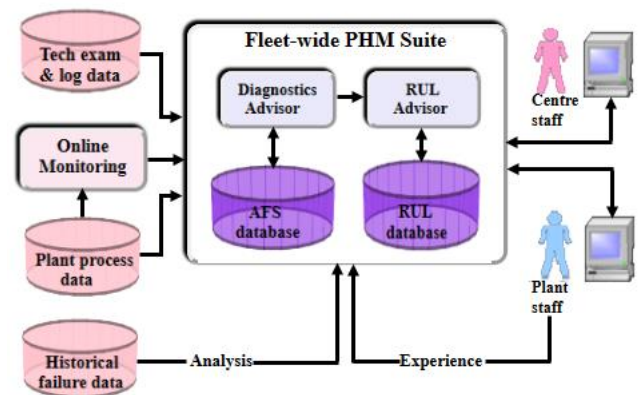 Fleet-wide PHM Suite
Tech exam
& log data
Diagnostics
Advisor
RUL
Advisor
Centre
staff
Online
Monitoring
AFS
database
RUL
database
Plant process
data
Plant
staff
Historical
failure data
Analysis
Experience